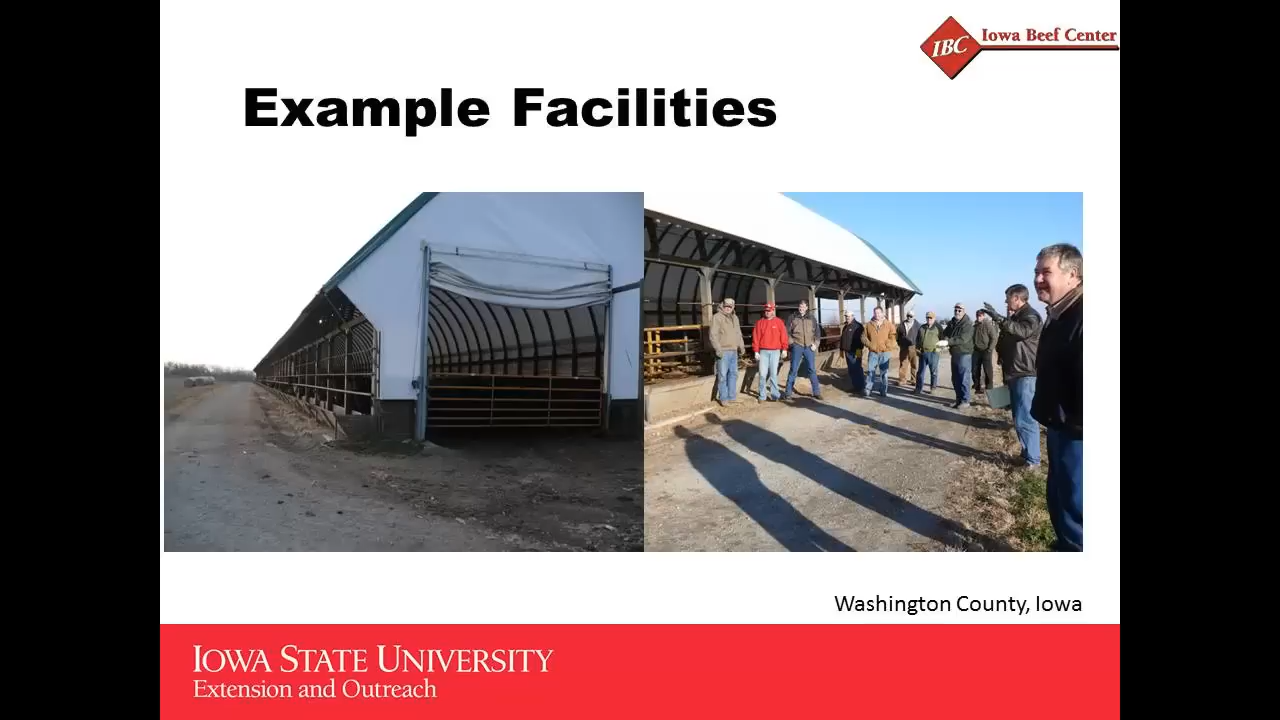 IBC Iowa Beef Center
Example Facilities
Washington County, Iowa
IOWA STATE UNIVERSITY
Extension and Outreach